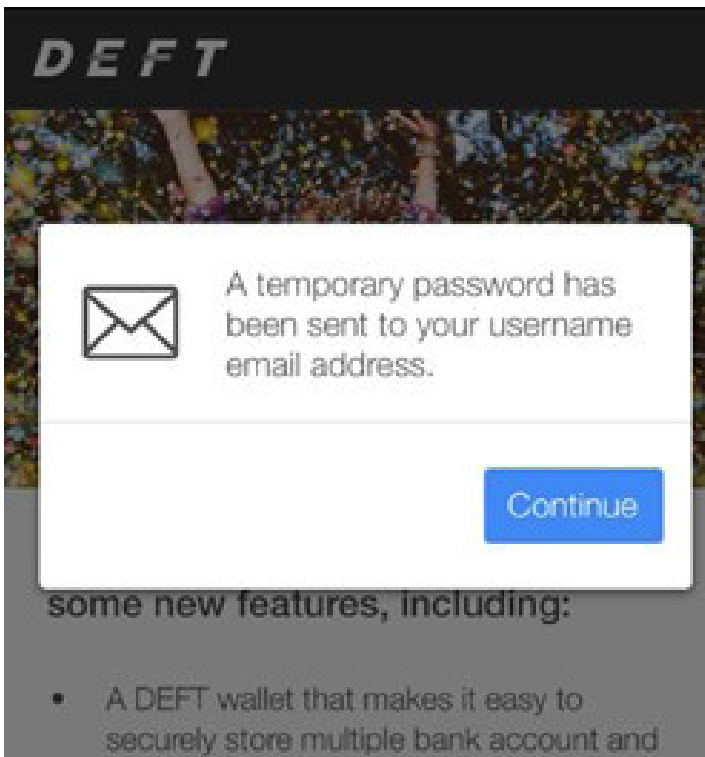 DEFT
A temporary password has
been sent to your username
email address.
Continue
some new features, including:
• A DEFT wallet that makes it easy to
securely store multiple bank account and